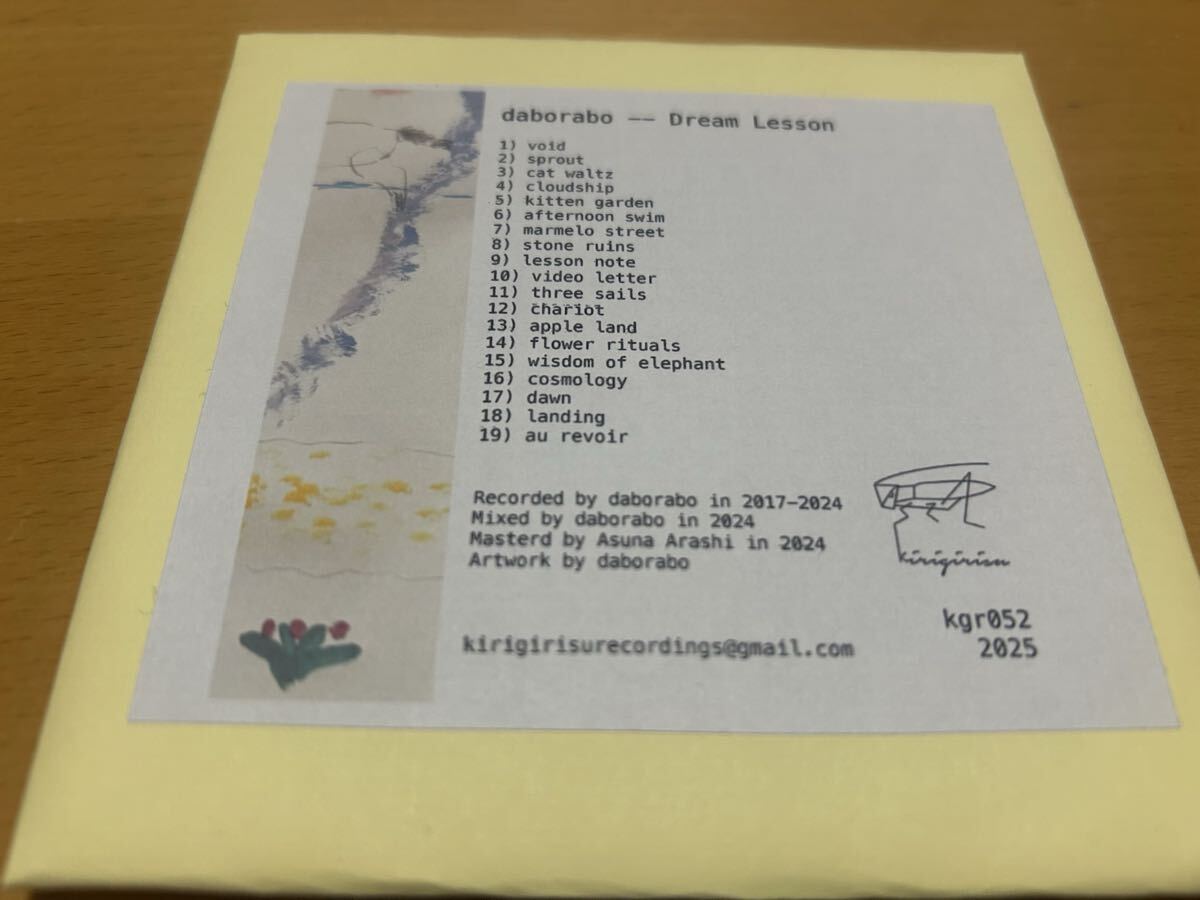 daborabo -- Dream Lesson
1) void
2) sprout
3) cat waltz
4) cloudship
5) kitten garden
6) afternoon swim
7) marmelo street
8) stone ruins
9) lesson note
10) video letter
11) three sails
12) chariot
13) apple land
14) flower rituals
15) wisdom of elephant
16) cosmology
17) dawn
18) landing
19) au revoir
Recorded by daborabo in 2017-2024
Mixed by daborabo in 2024
Masterd by Asuna Arashi in 2024
Artwork by daborabo
kirigirisu
kgr052
kirigirisurecordings@gmail.com
2025